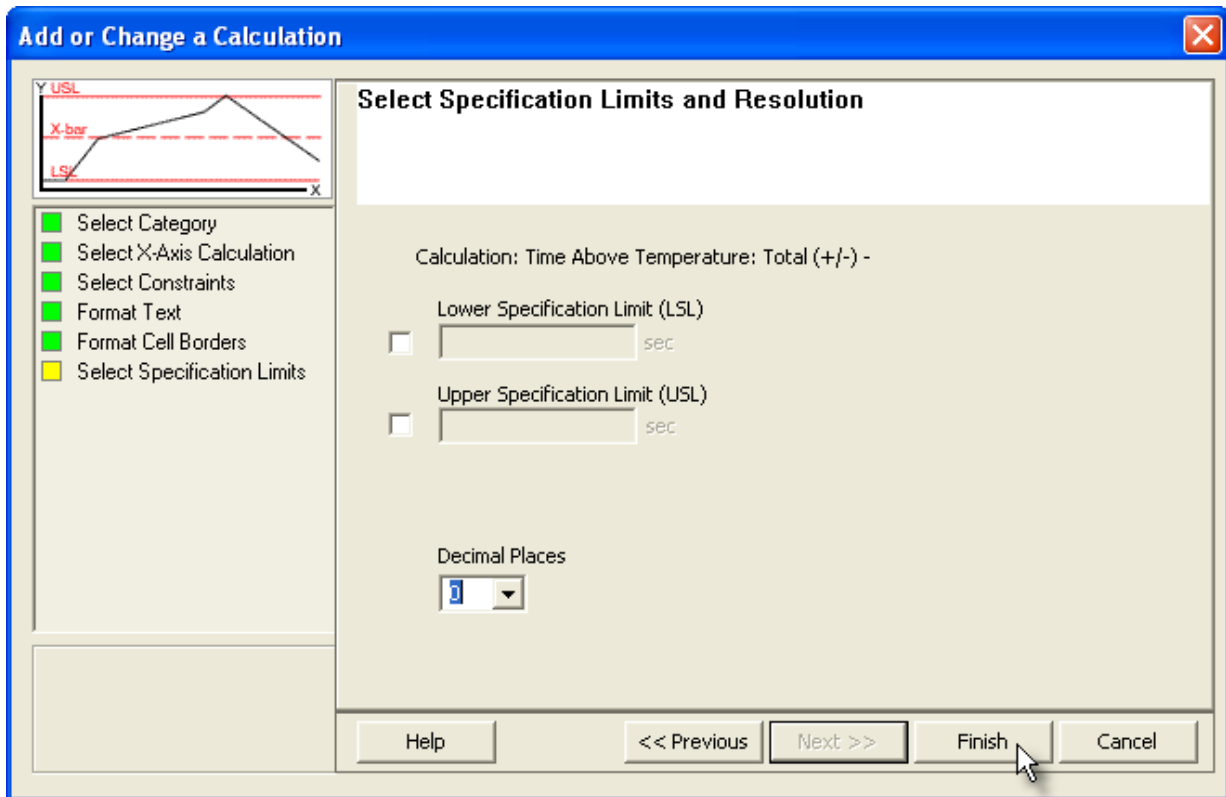 Add or Change a Calculation
Y USL
X-bar
LSL
X
Select Category
Select X-Axis Calculation
Select Constraints
Format Text
Format Cell Borders
Select Specification Limits
Select Specification Limits and Resolution
Calculation: Time Above Temperature: Total (+/-) -
Lower Specification Limit (LSL)
sec
Upper Specification Limit (USL)
sec
Decimal Places
0
Help
<< Previous
Next >>
Finish
Cancel